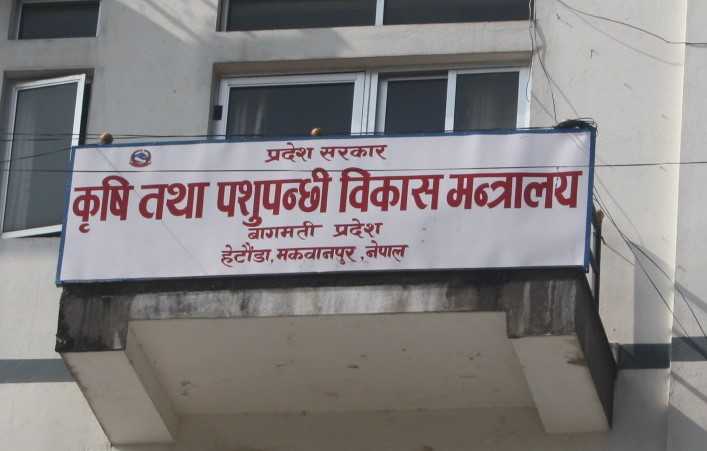 प्रदेश सरकार
कृषि तथा पशुपन्छी विकास मन्त्रालय
बागमती प्रदेश
हेटौंडा, मकवानपुर, नेपाल